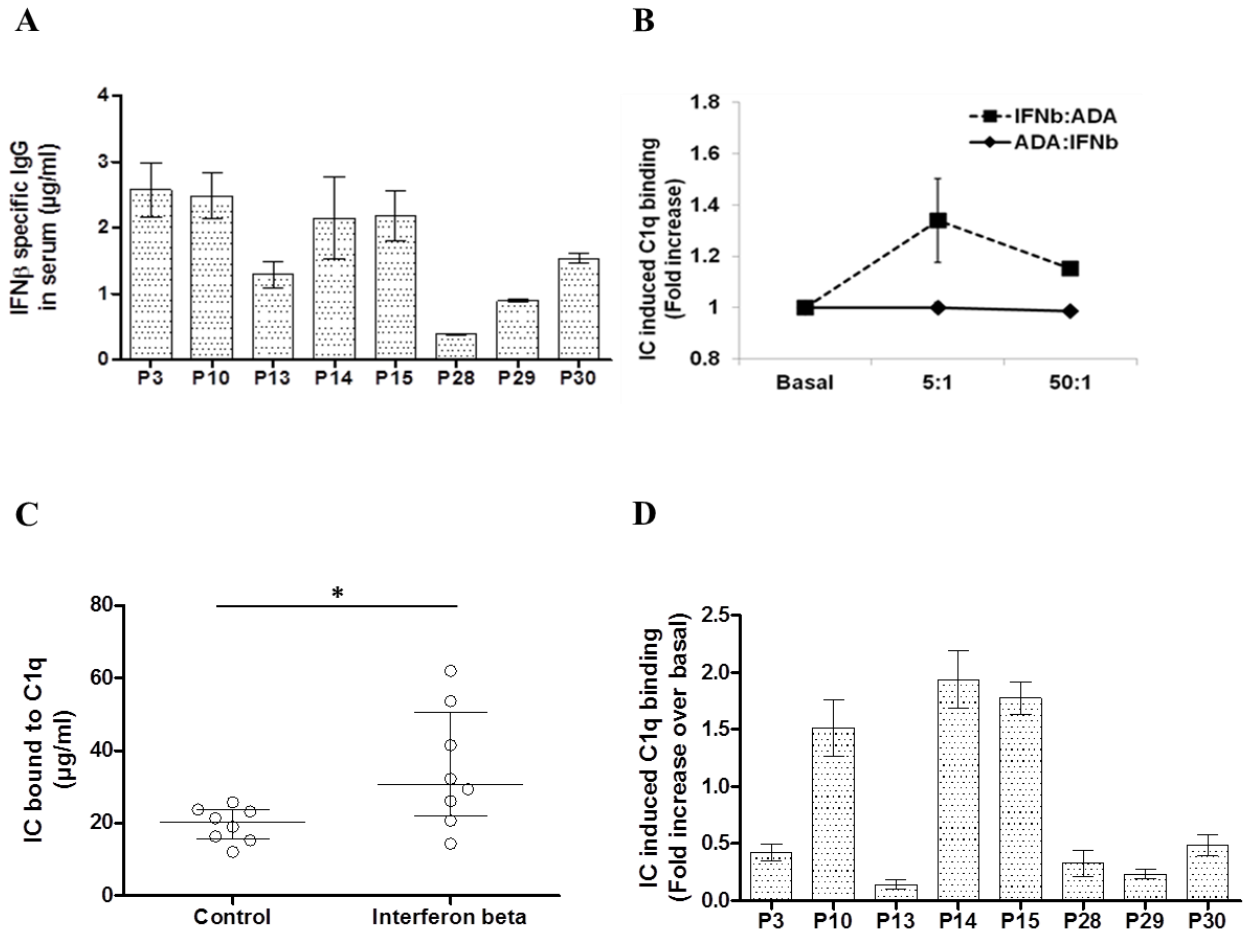 A
B
IFNβ specific IgG
in serum (µg/ml)
4
3
2
1
0
P3 P10 P13 P14 P15 P28 P29 P30
IC induced C1q binding
(Fold increase)
1.8
1.6
1.4
1.2
1
0.8
IFNb:ADA
ADA:IFNb
Basal 5:1 50:1
C
D
IC bound to C1q
(µg/ml)
80
60
40
20
0
*
Control Interferon beta
IC induced C1q binding
(Fold increase over basal)
2.5
2.0
1.5
1.0
0.5
0.0
P3 P10 P13 P14 P15 P28 P29 P30